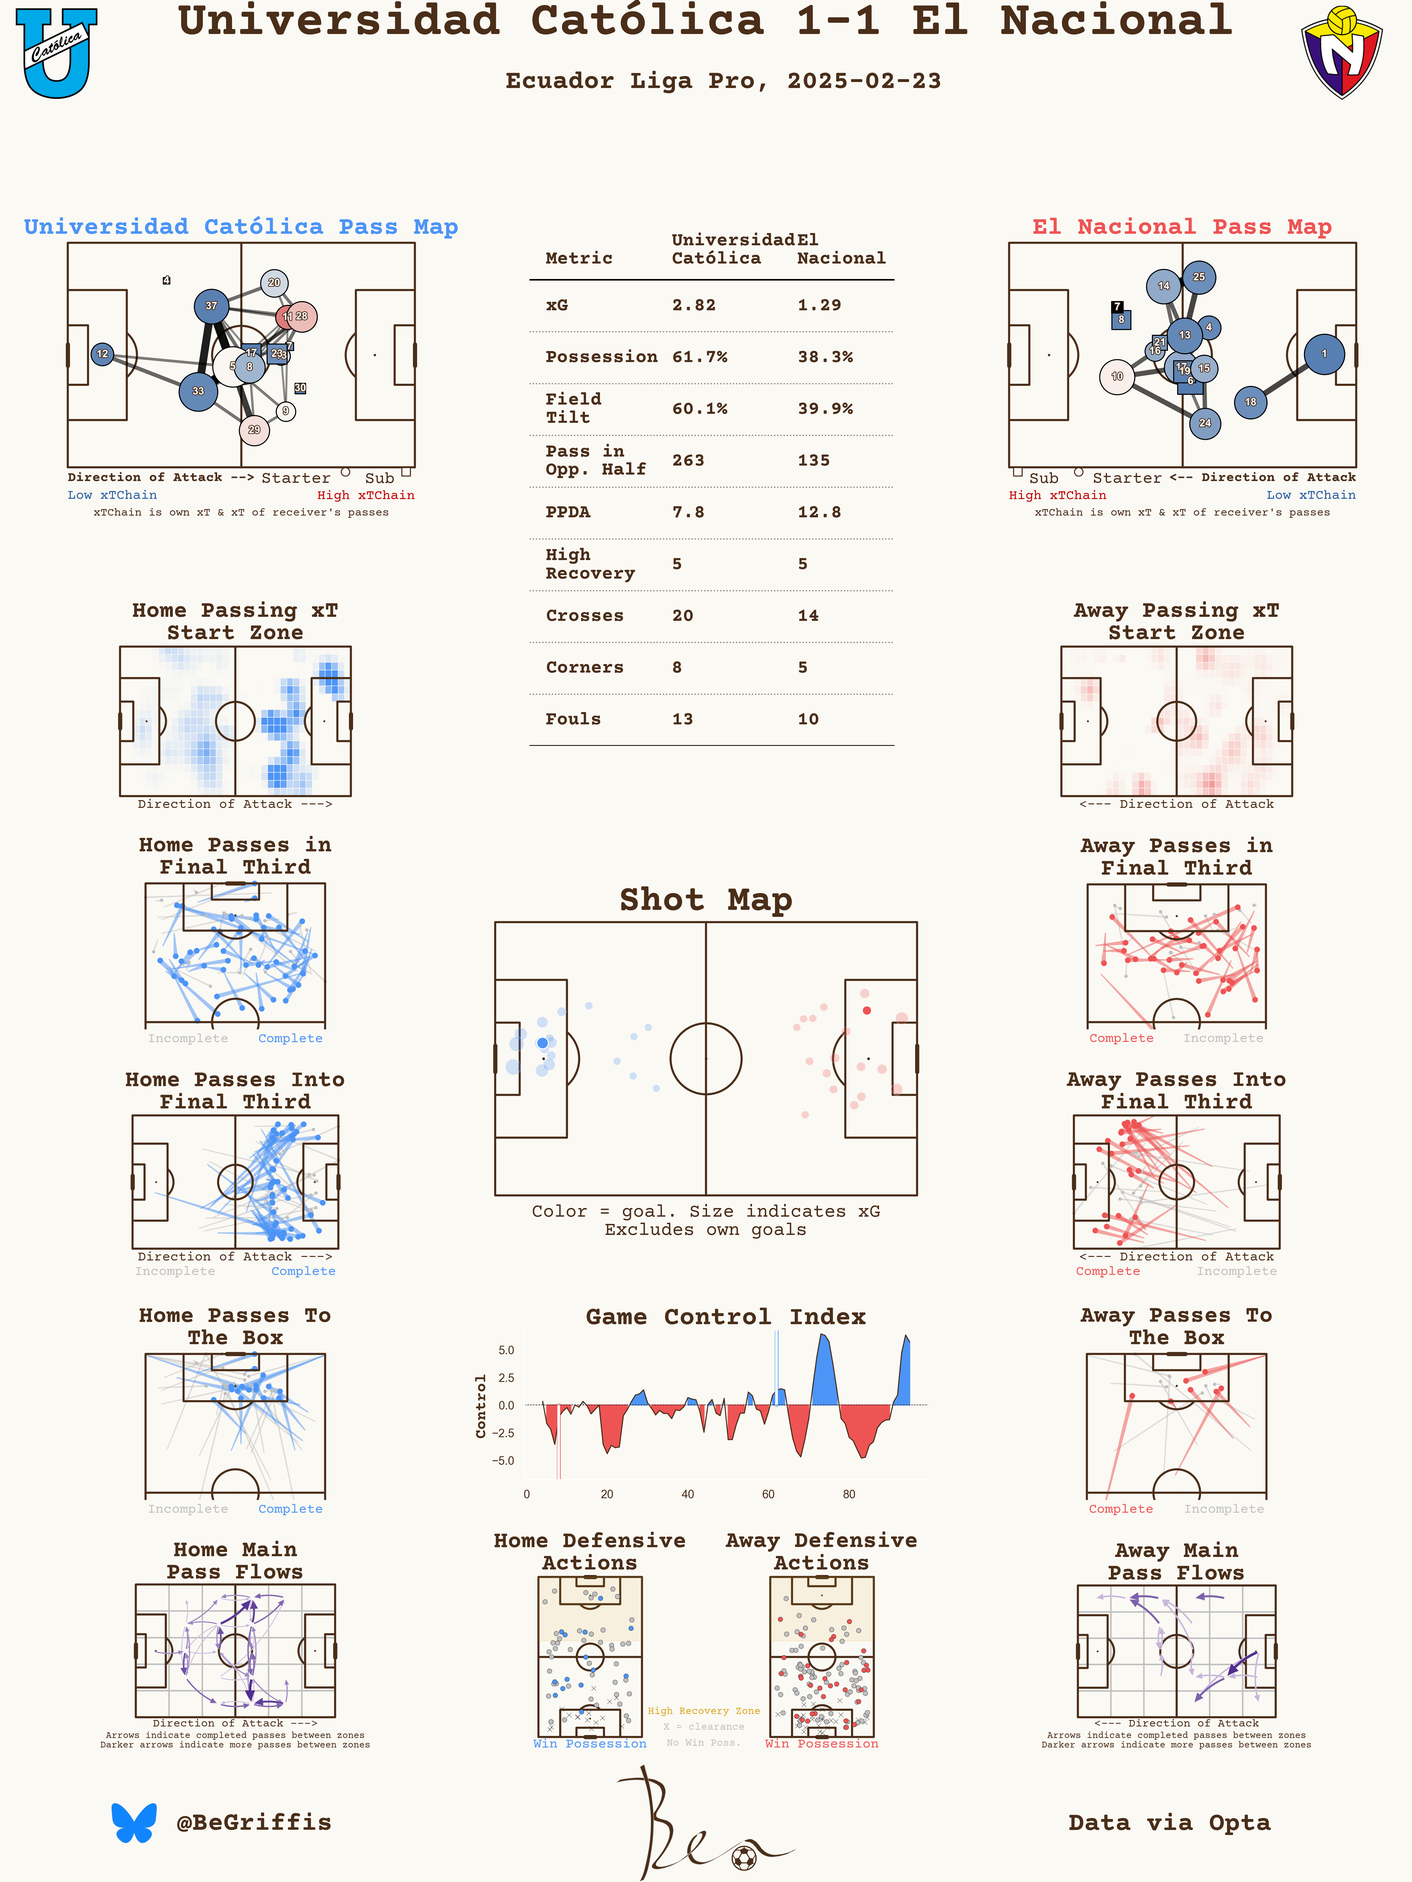 Universidad Católica 1-1 El Nacional
Ecuador Liga Pro, 2025-02-23
Católica
N
Universidad Católica Pass Map
4
20
37
11
28
7
17
23
3
12
5
8
33
30
9
29
Direction of Attack --> Starter Sub
Low xTChain High xTChain
xTChain is own xT & xT of receiver's passes
Metric Universidad Católica El Nacional
xG 2.82 1.29
Possession 61.7% 38.3%
Field Tilt 60.1% 39.9%
Pass in Opp. Half 263 135
PPDA 7.8 12.8
High Recovery 5 5
Crosses 20 14
Corners 8 5
Fouls 13 10
El Nacional Pass Map
25
14
7
8
4
13
21
16
1
10
17
19
15
6
18
24
Sub Starter <-- Direction of Attack
High xTChain Low xTChain
xTChain is own xT & xT of receiver's passes
Home Passing xT
Start Zone
Direction of Attack --->
Away Passing xT
Start Zone
<--- Direction of Attack
Home Passes in
Final Third
Incomplete Complete
Away Passes in
Final Third
Complete Incomplete
Shot Map
Color = goal. Size indicates xG
Excludes own goals
Home Passes Into
Final Third
Direction of Attack --->
Incomplete Complete
Away Passes Into
Final Third
<--- Direction of Attack
Complete Incomplete
Home Passes To
The Box
Incomplete Complete
Game Control Index
Control
5.0
2.5
0.0
−2.5
−5.0
0 20 40 60 80
Away Passes To
The Box
Complete Incomplete
Home Main
Pass Flows
Direction of Attack --->
Arrows indicate completed passes between zones
Darker arrows indicate more passes between zones
Home Defensive
Actions
Win Possession
High Recovery Zone
X = clearance
No Win Poss.
Away Defensive
Actions
Win Possession
Away Main
Pass Flows
<--- Direction of Attack
Arrows indicate completed passes between zones
Darker arrows indicate more passes between zones
@BeGriffis
Ben
Data via Opta